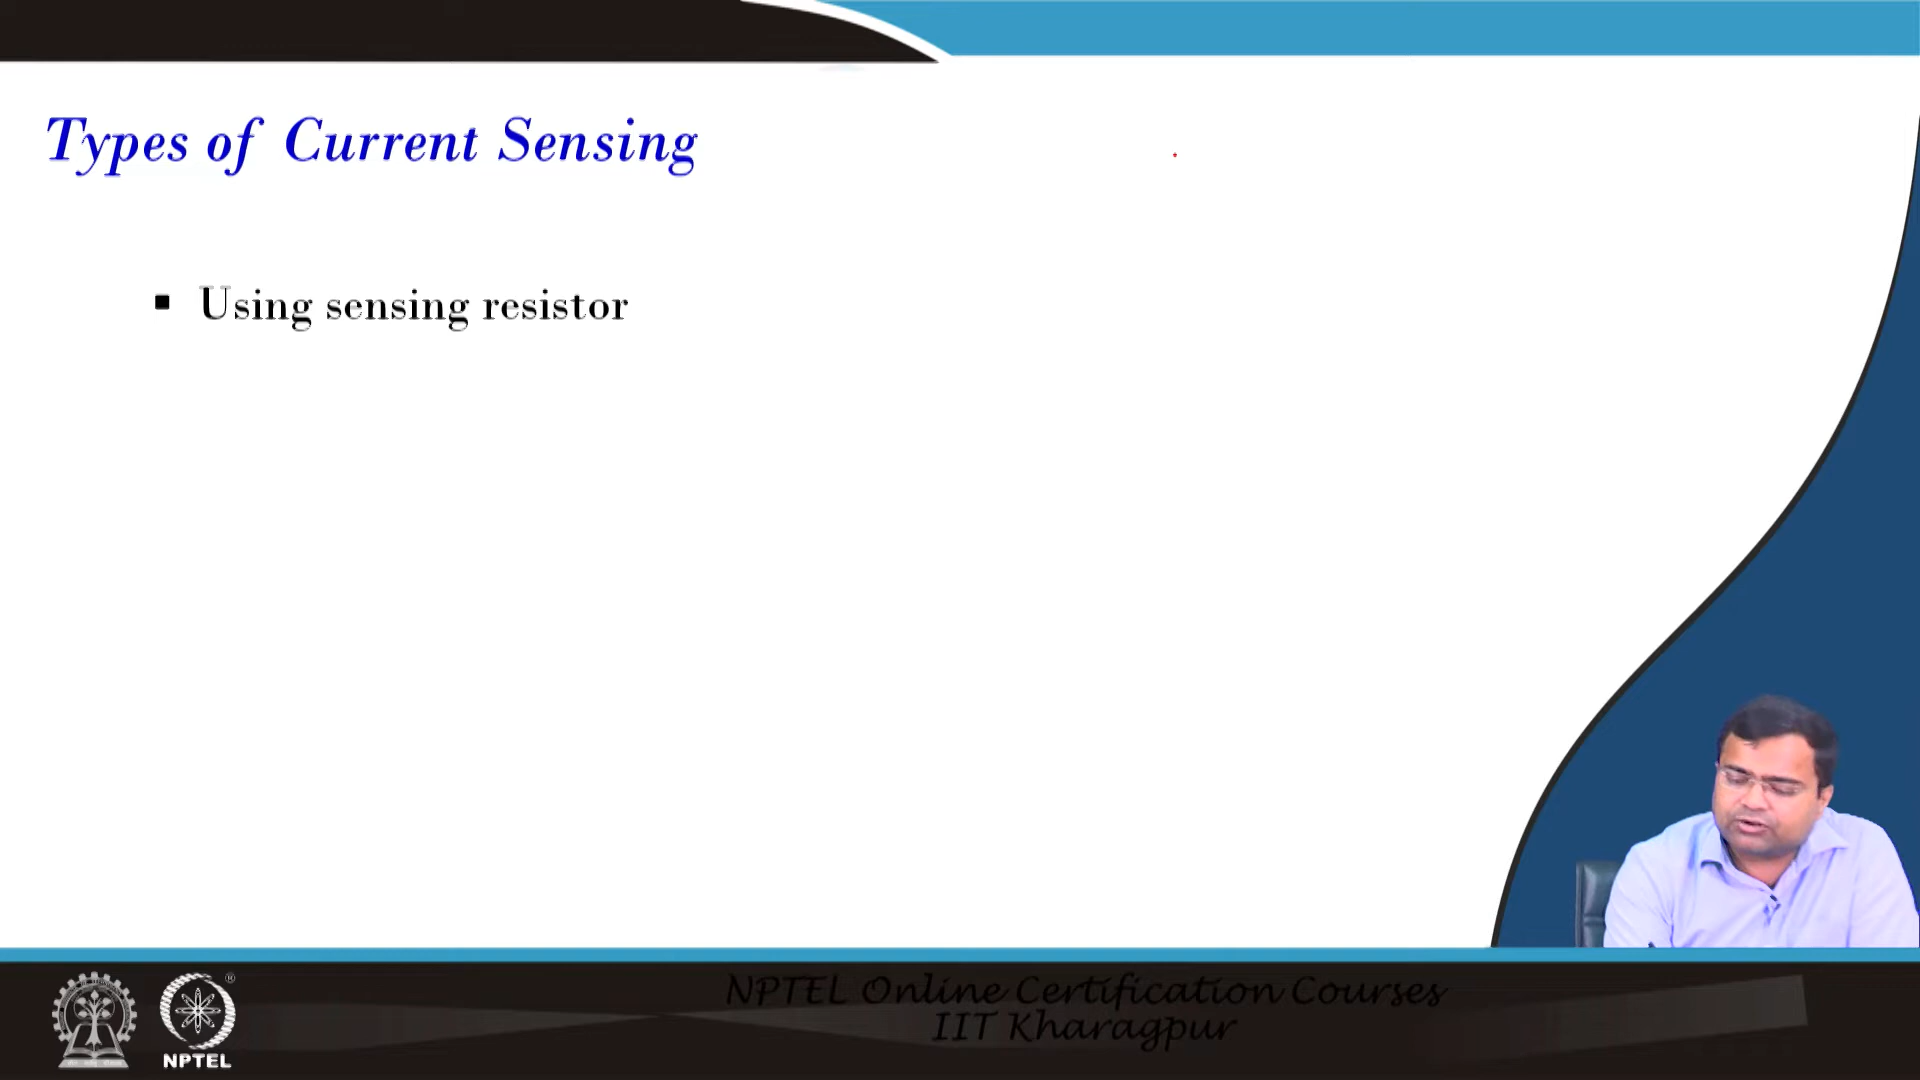 Types of Current Sensing
▪ Using sensing resistor
NPTEL Online Certification Courses
IIT Kharagpur
®
NPTEL